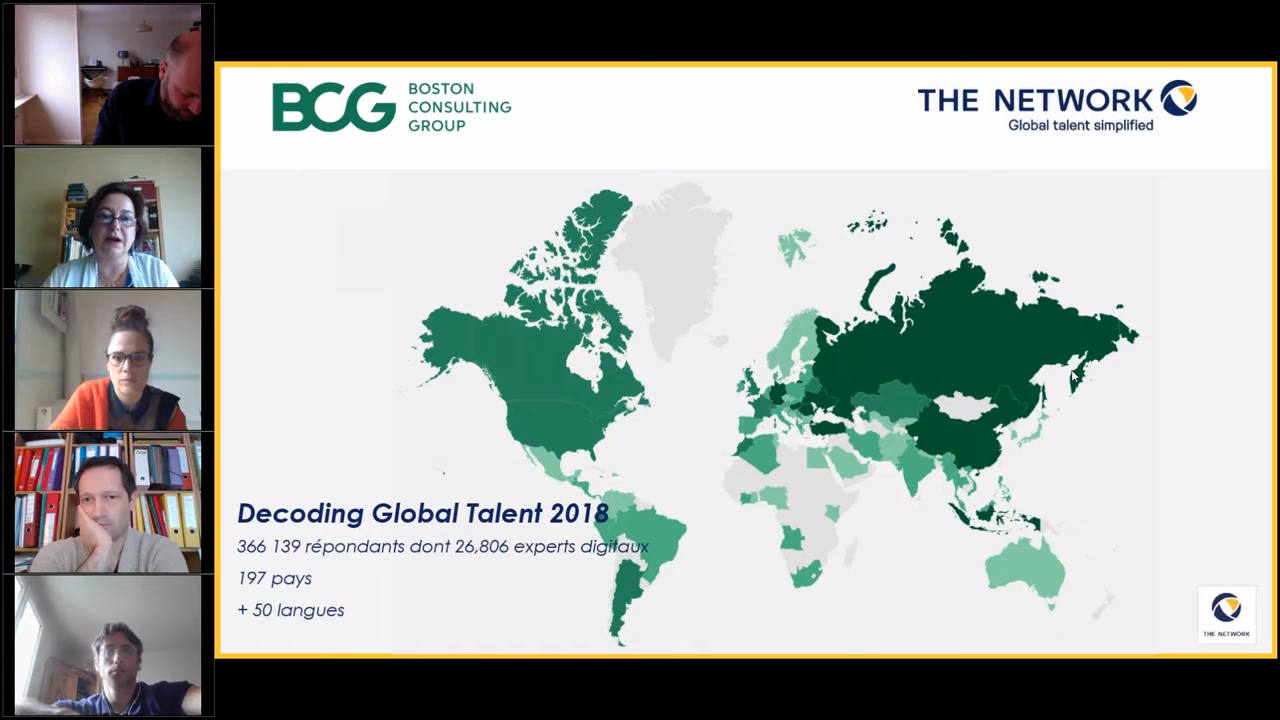 BCG
BOSTON
CONSULTING
GROUP
THE NETWORK
Global talent simplified
Decoding Global Talent 2018
366 139 répondants dont 26,806 experts digitaux
197 pays
+ 50 langues
THE NETWORK